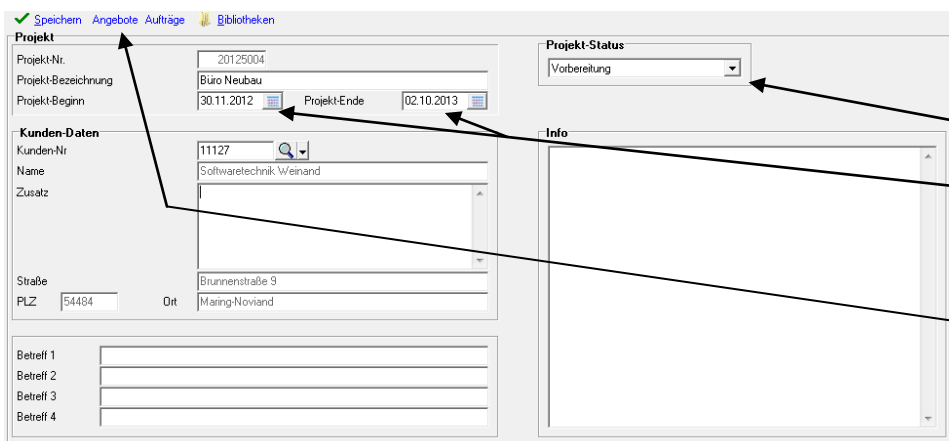 Speichern Angebote Aufträge Bibliotheken
Projekt
Projekt-Nr. 20125004
Projekt-Bezeichnung Büro Neubau
Projekt-Beginn 30.11.2012 Projekt-Ende 02.10.2013
Projekt-Status
Vorbereitung
Kunden-Daten
Kunden-Nr 11127
Name Softwaretechnik Weinand
Zusatz
Straße Brunnenstraße 9
PLZ 54484 Ort Maring-Noviand
Info
Betreff 1
Betreff 2
Betreff 3
Betreff 4